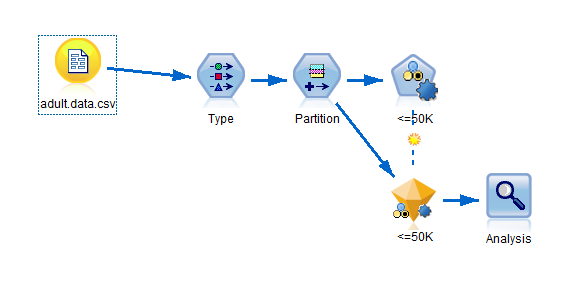 adult.data.csv
Type
Partition
<=50K
<=50K
Analysis